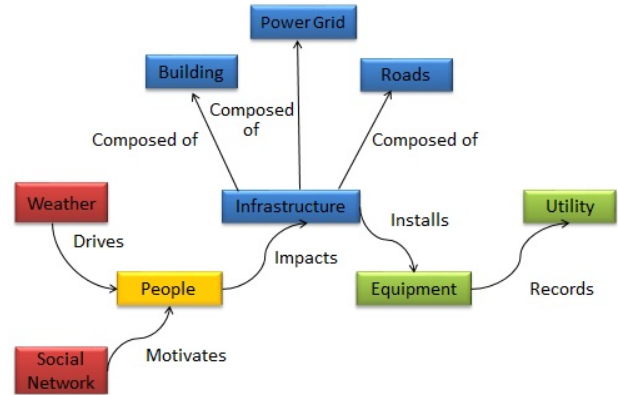 Power Grid
Building
Roads
Composed of
Composed
of
Composed of
Weather
Infrastructure
Utility
Installs
Drives
Impacts
People
Equipment
Records
Social
Network
Motivates